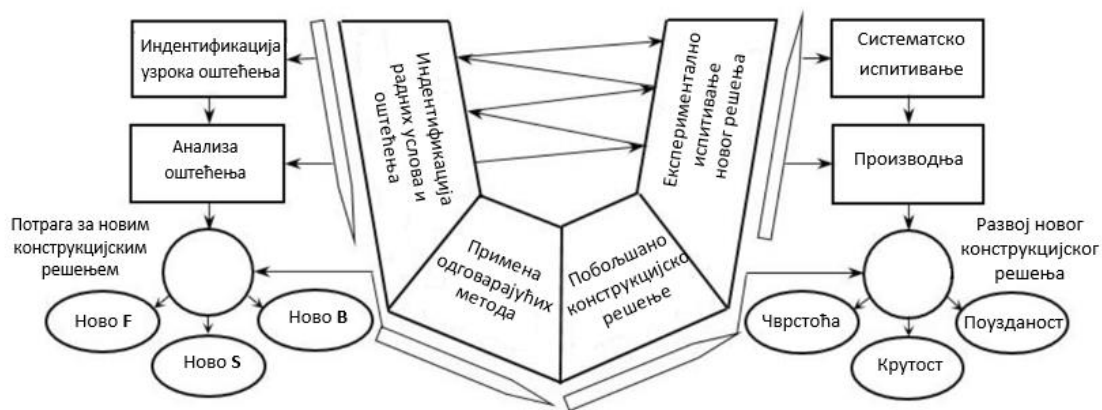 Индентификација
узрока оштећења
Анализа
оштећења
Потрага за новим
конструкцијским
решењем
Ново F
Ново S
Ново B
Индентификација
радних услова и
оштећења
Примена
одговарајућих
метода
Побољшано
конструкцијско
решење
Експериментално
испитивање
новог решења
Систематско
испитивање
Производња
Развој новог
конструкцијског
решења
Чврстоћа
Крутост
Поузданост